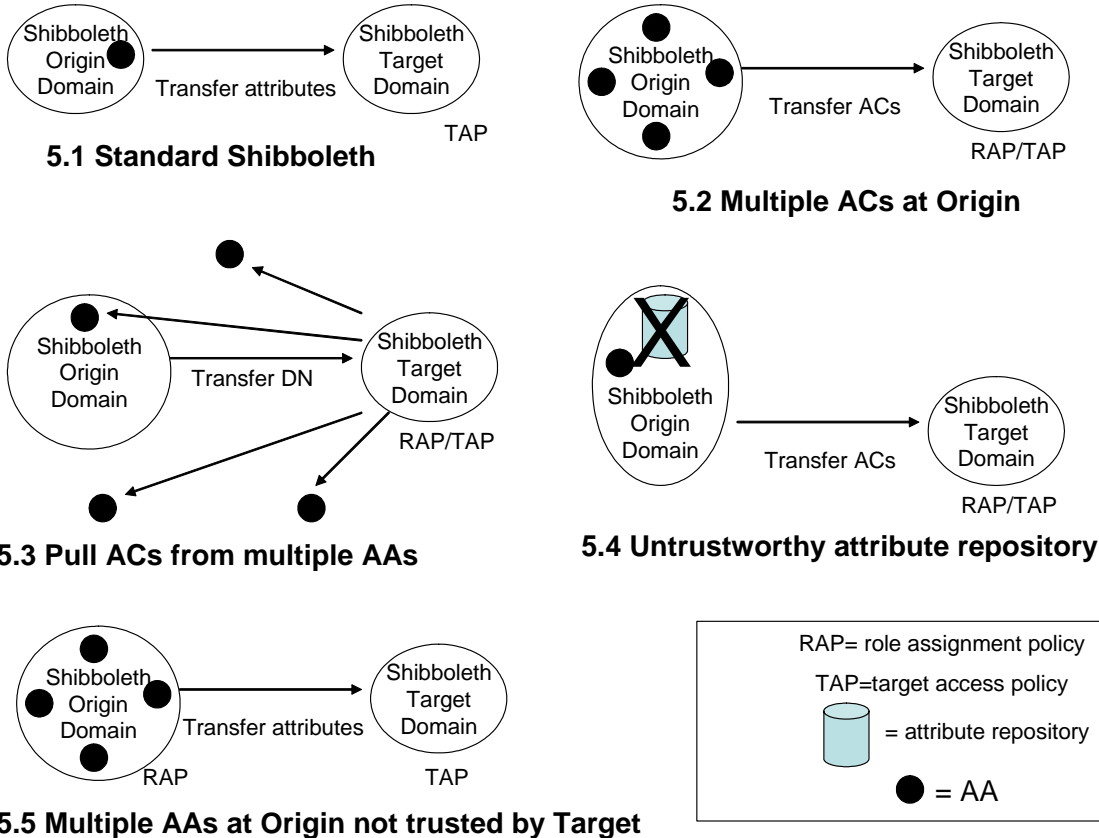 Shibboleth
Origin
Domain
Transfer attributes
Shibboleth
Target
Domain
TAP
5.1 Standard Shibboleth
Shibboleth
Origin
Domain
Transfer ACs
Shibboleth
Target
Domain
RAP/TAP
5.2 Multiple ACs at Origin
Shibboleth
Origin
Domain
Transfer DN
Shibboleth
Target
Domain
RAP/TAP
5.3 Pull ACs from multiple AAs
X
Shibboleth
Origin
Domain
Transfer ACs
Shibboleth
Target
Domain
RAP/TAP
5.4 Untrustworthy attribute repository
Shibboleth
Origin
Domain
RAP
Transfer attributes
Shibboleth
Target
Domain
TAP
5.5 Multiple AAs at Origin not trusted by Target
RAP= role assignment policy
TAP=target access policy
= attribute repository
= AA